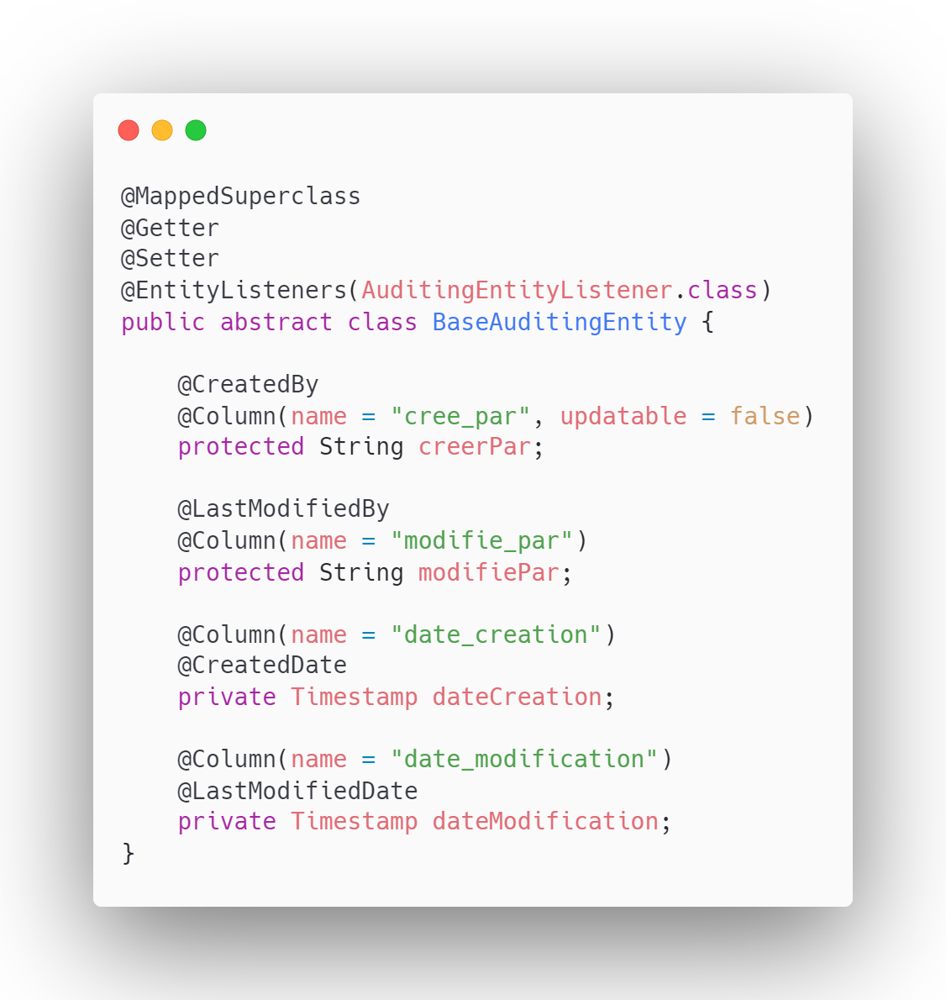 @MappedSuperclass
@Getter
@Setter
@EntityListeners(AuditingEntityListener.class)
public abstract class BaseAuditingEntity {
@CreatedBy
@Column(name = "cree_par", updatable = false)
protected String creerPar;
@LastModifiedBy
@Column(name = "modifie_par")
protected String modifiePar;
@Column(name = "date_creation")
@CreatedDate
private Timestamp dateCreation;
@Column(name = "date_modification")
@LastModifiedDate
private Timestamp dateModification;
}